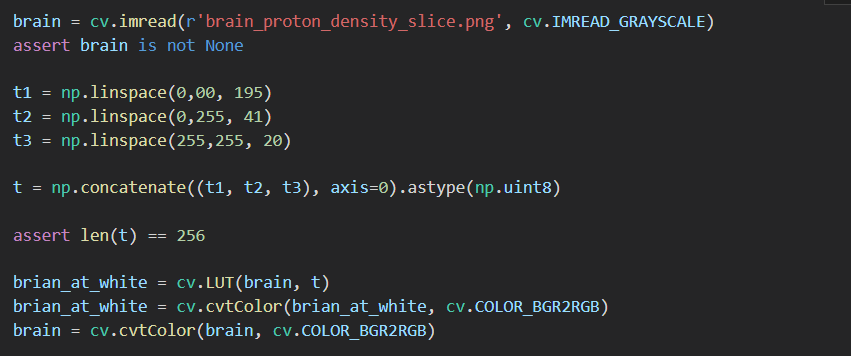 brain = cv.imread(r'brain_proton_density_slice.png', cv.IMREAD_GRAYSCALE)
assert brain is not None
t1 = np.linspace(0,00, 195)
t2 = np.linspace(0,255, 41)
t3 = np.linspace(255,255, 20)
t = np.concatenate((t1, t2, t3), axis=0).astype(np.uint8)
assert len(t) == 256
brian_at_white = cv.LUT(brain, t)
brian_at_white = cv.cvtColor(brian_at_white, cv.COLOR_BGR2RGB)
brain = cv.cvtColor(brain, cv.COLOR_BGR2RGB)